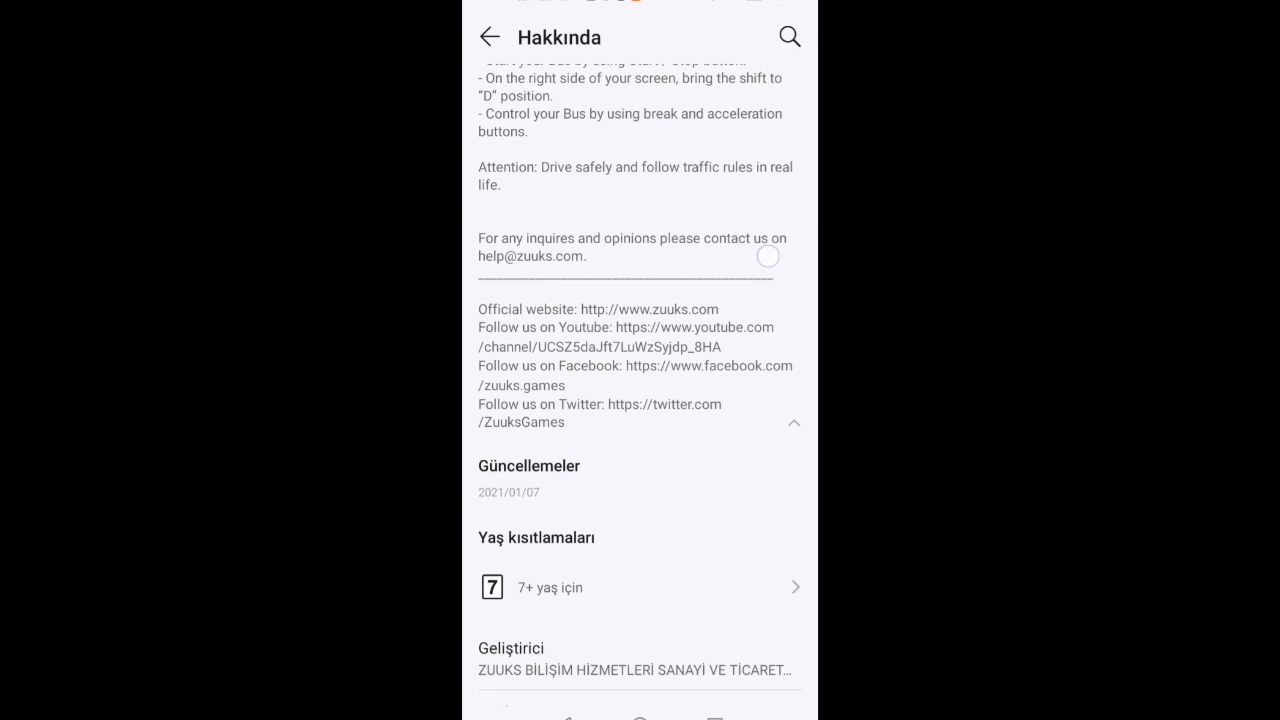 Hakkında
- On the right side of your screen, bring the shift to
“D” position.
- Control your Bus by using break and acceleration
buttons.
Attention: Drive safely and follow traffic rules in real
life.
For any inquires and opinions please contact us on
help@zuuks.com.
Official website: http://www.zuuks.com
Follow us on Youtube: https://www.youtube.com
/channel/UCSZ5daJft7LuWzSyjdp_8HA
Follow us on Facebook: https://www.facebook.com
/zuuks.games
Follow us on Twitter: https://twitter.com
/ZuuksGames
Güncellemeler
2021/01/07
Yaş kısıtlamaları
7 7+ yaş için
Geliştirici
ZUUKS BİLİŞİM HİZMETLERİ SANAYİ VE TİCARET...